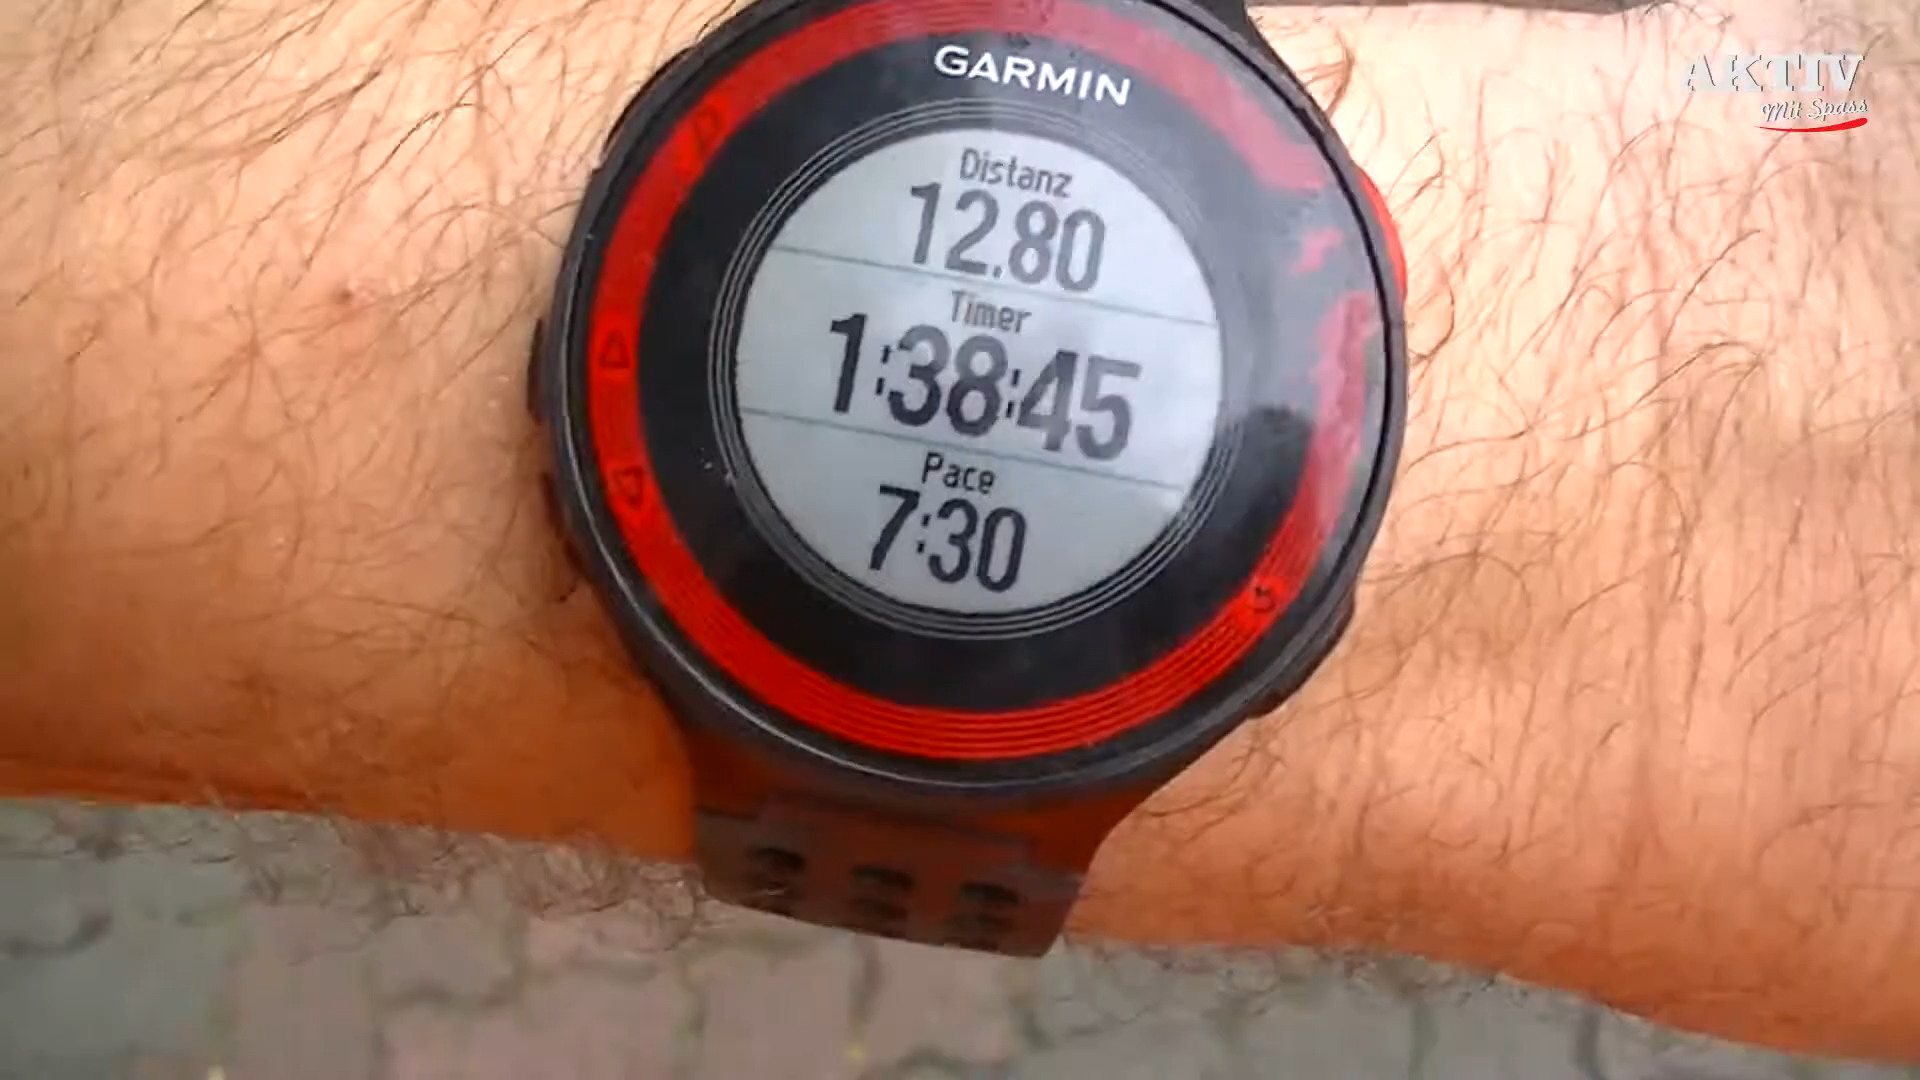 AKTIV
Mit Spass
GARMIN
Distanz
12.80
Timer
1:38:45
Pace
7:30